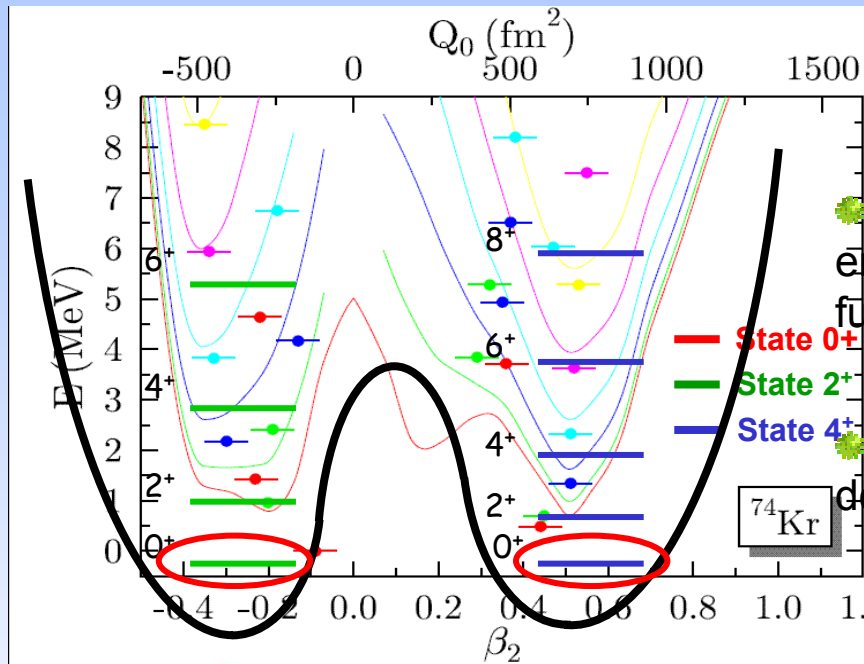 Q0 (fm²)
-500 0 500 1000 1500
9
8
7
6
5
4
3
2
1
0
E (MeV)
6⁺
4⁺
2⁺
0⁺
8⁺
6⁺
4⁺
2⁺
0⁺
State 0+
State 2⁺
State 4⁺
⁷⁴Kr
-0.4 -0.2 0.0 0.2 0.4 0.6 0.8 1.0
β₂